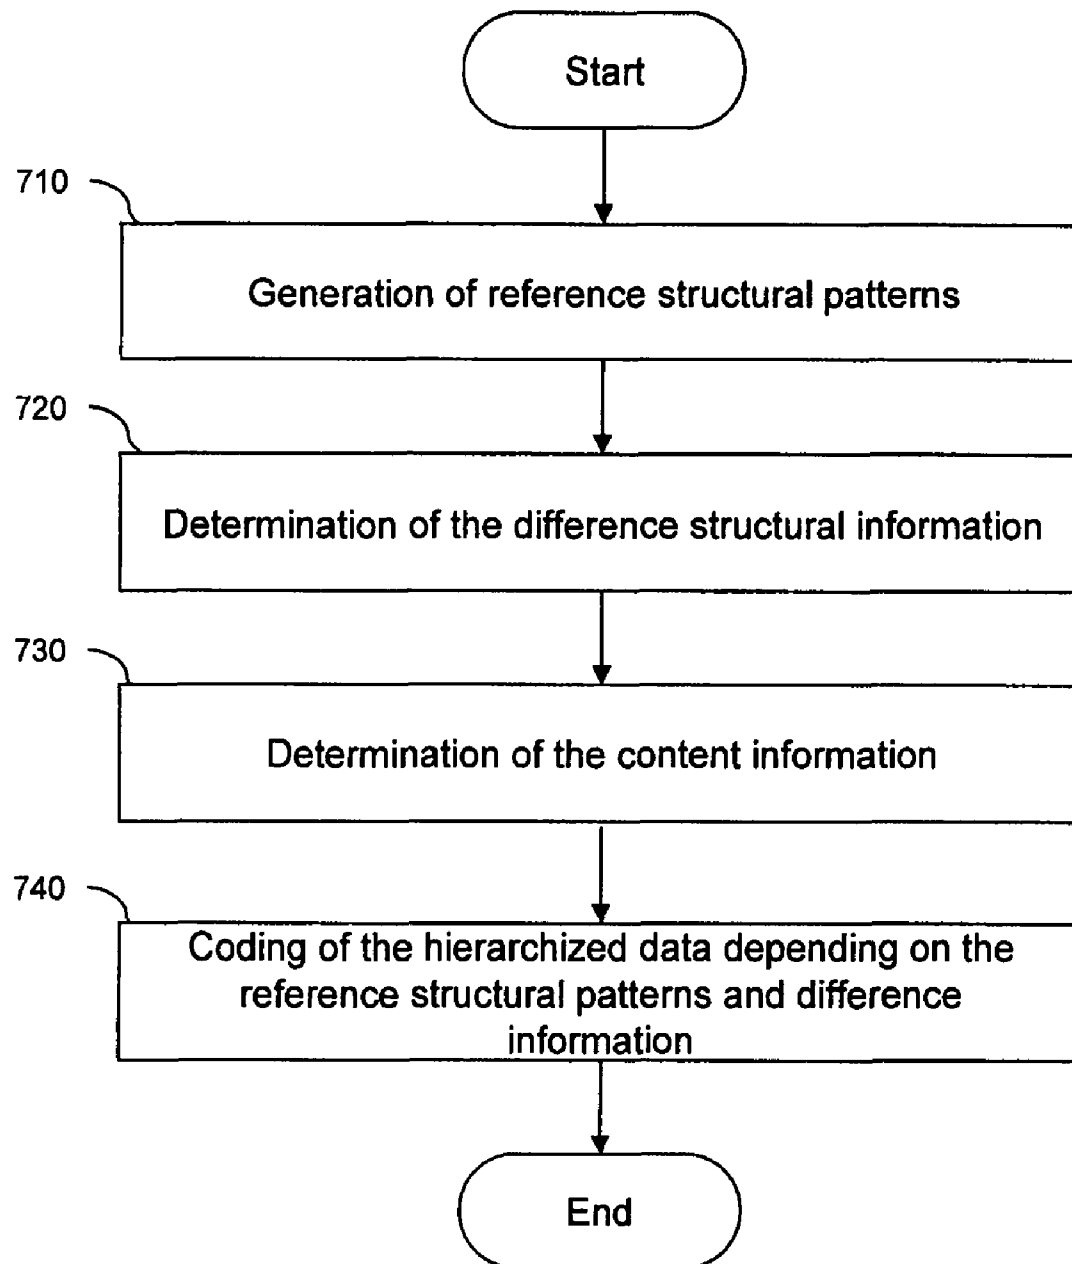 Start
710
Generation of reference structural patterns
720
Determination of the difference structural information
730
Determination of the content information
740
Coding of the hierarchized data depending on the
reference structural patterns and difference
information
End